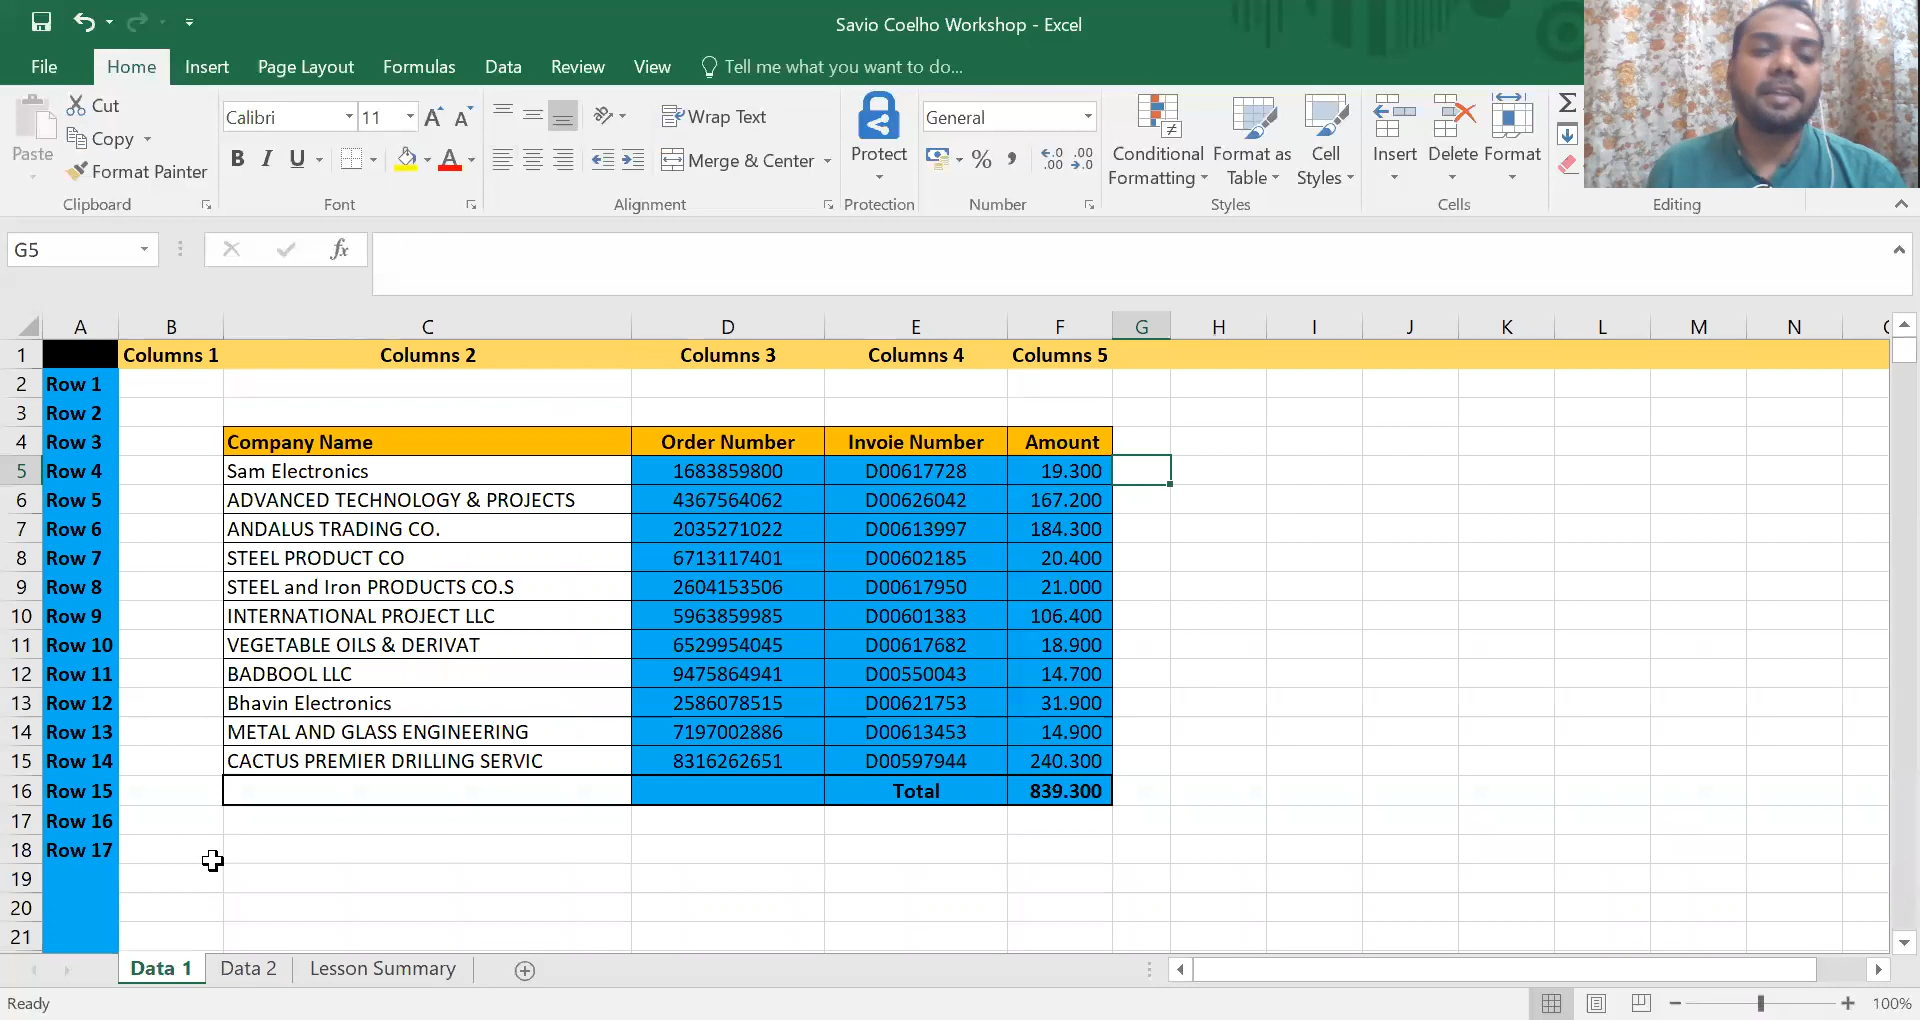 Savio Coelho Workshop - Excel
File Home Insert Page Layout Formulas Data Review View Tell me what you want to do...
Paste
Cut
Copy
Format Painter
Clipboard
Calibri 11
B I U
Font
Wrap Text
Merge & Center
Alignment
Protect
Protection
General
Number
Conditional Formatting
Format as Table
Cell Styles
Styles
Insert
Delete
Format
Cells
Editing
G5
fx
A B C D E F G H I J K L M N
1 Columns 1 Columns 2 Columns 3 Columns 4 Columns 5
2 Row 1
3 Row 2
4 Row 3 Company Name Order Number Invoie Number Amount
5 Row 4 Sam Electronics 1683859800 D00617728 19.300
6 Row 5 ADVANCED TECHNOLOGY & PROJECTS 4367564062 D00626042 167.200
7 Row 6 ANDALUS TRADING CO. 2035271022 D00613997 184.300
8 Row 7 STEEL PRODUCT CO 6713117401 D00602185 20.400
9 Row 8 STEEL and Iron PRODUCTS CO.S 2604153506 D00617950 21.000
10 Row 9 INTERNATIONAL PROJECT LLC 5963859985 D00601383 106.400
11 Row 10 VEGETABLE OILS & DERIVAT 6529954045 D00617682 18.900
12 Row 11 BADBOOL LLC 9475864941 D00550043 14.700
13 Row 12 Bhavin Electronics 2586078515 D00621753 31.900
14 Row 13 METAL AND GLASS ENGINEERING 7197002886 D00613453 14.900
15 Row 14 CACTUS PREMIER DRILLING SERVIC 8316262651 D00597944 240.300
16 Row 15 Total 839.300
17 Row 16
18 Row 17
19
20
21
Data 1 Data 2 Lesson Summary
Ready
100%